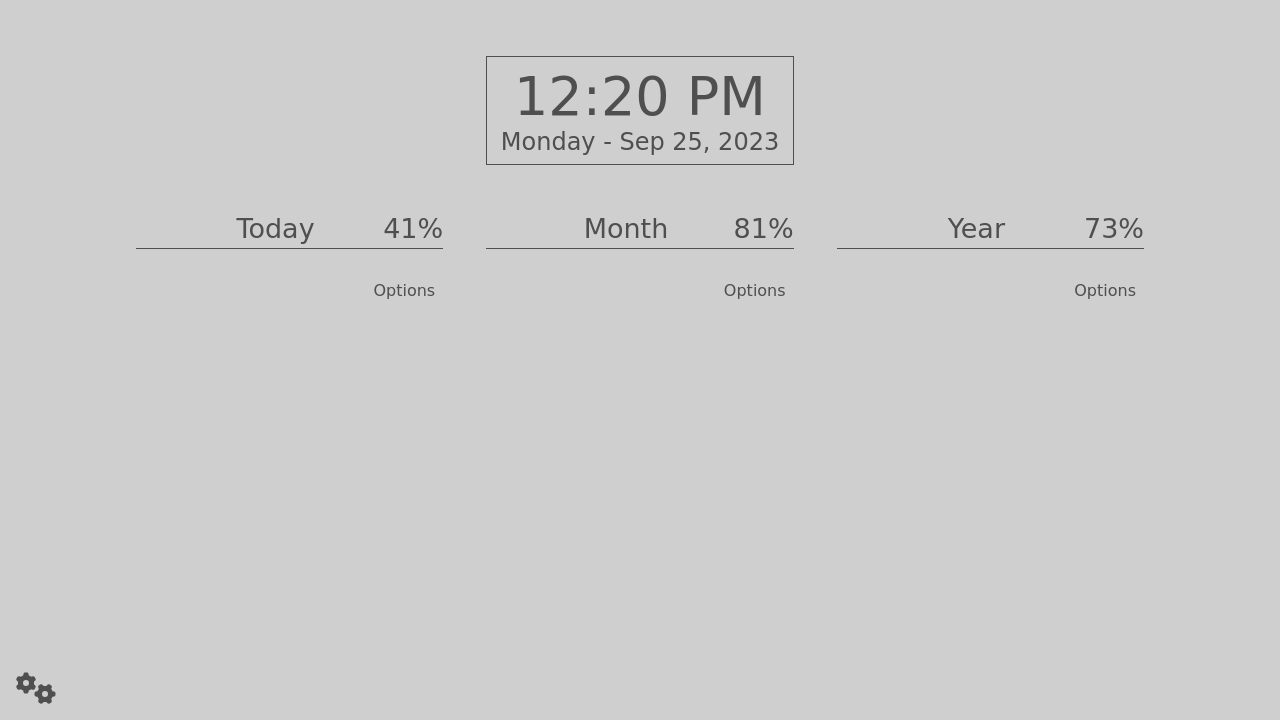 12:20 PM
Monday - Sep 25, 2023
Today 41%
Month 81%
Year 73%
Options
Options
Options